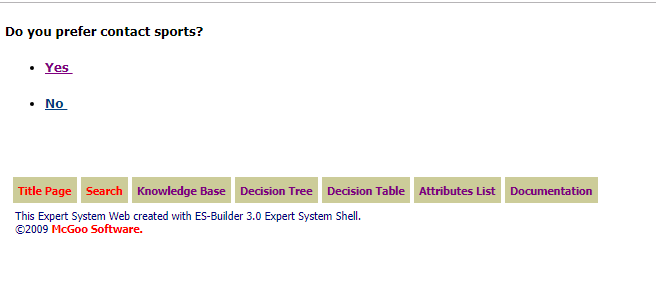 Do you prefer contact sports?
Yes
No
Title Page Search Knowledge Base Decision Tree Decision Table Attributes List Documentation
This Expert System Web created with ES-Builder 3.0 Expert System Shell.
©2009 McGoo Software.